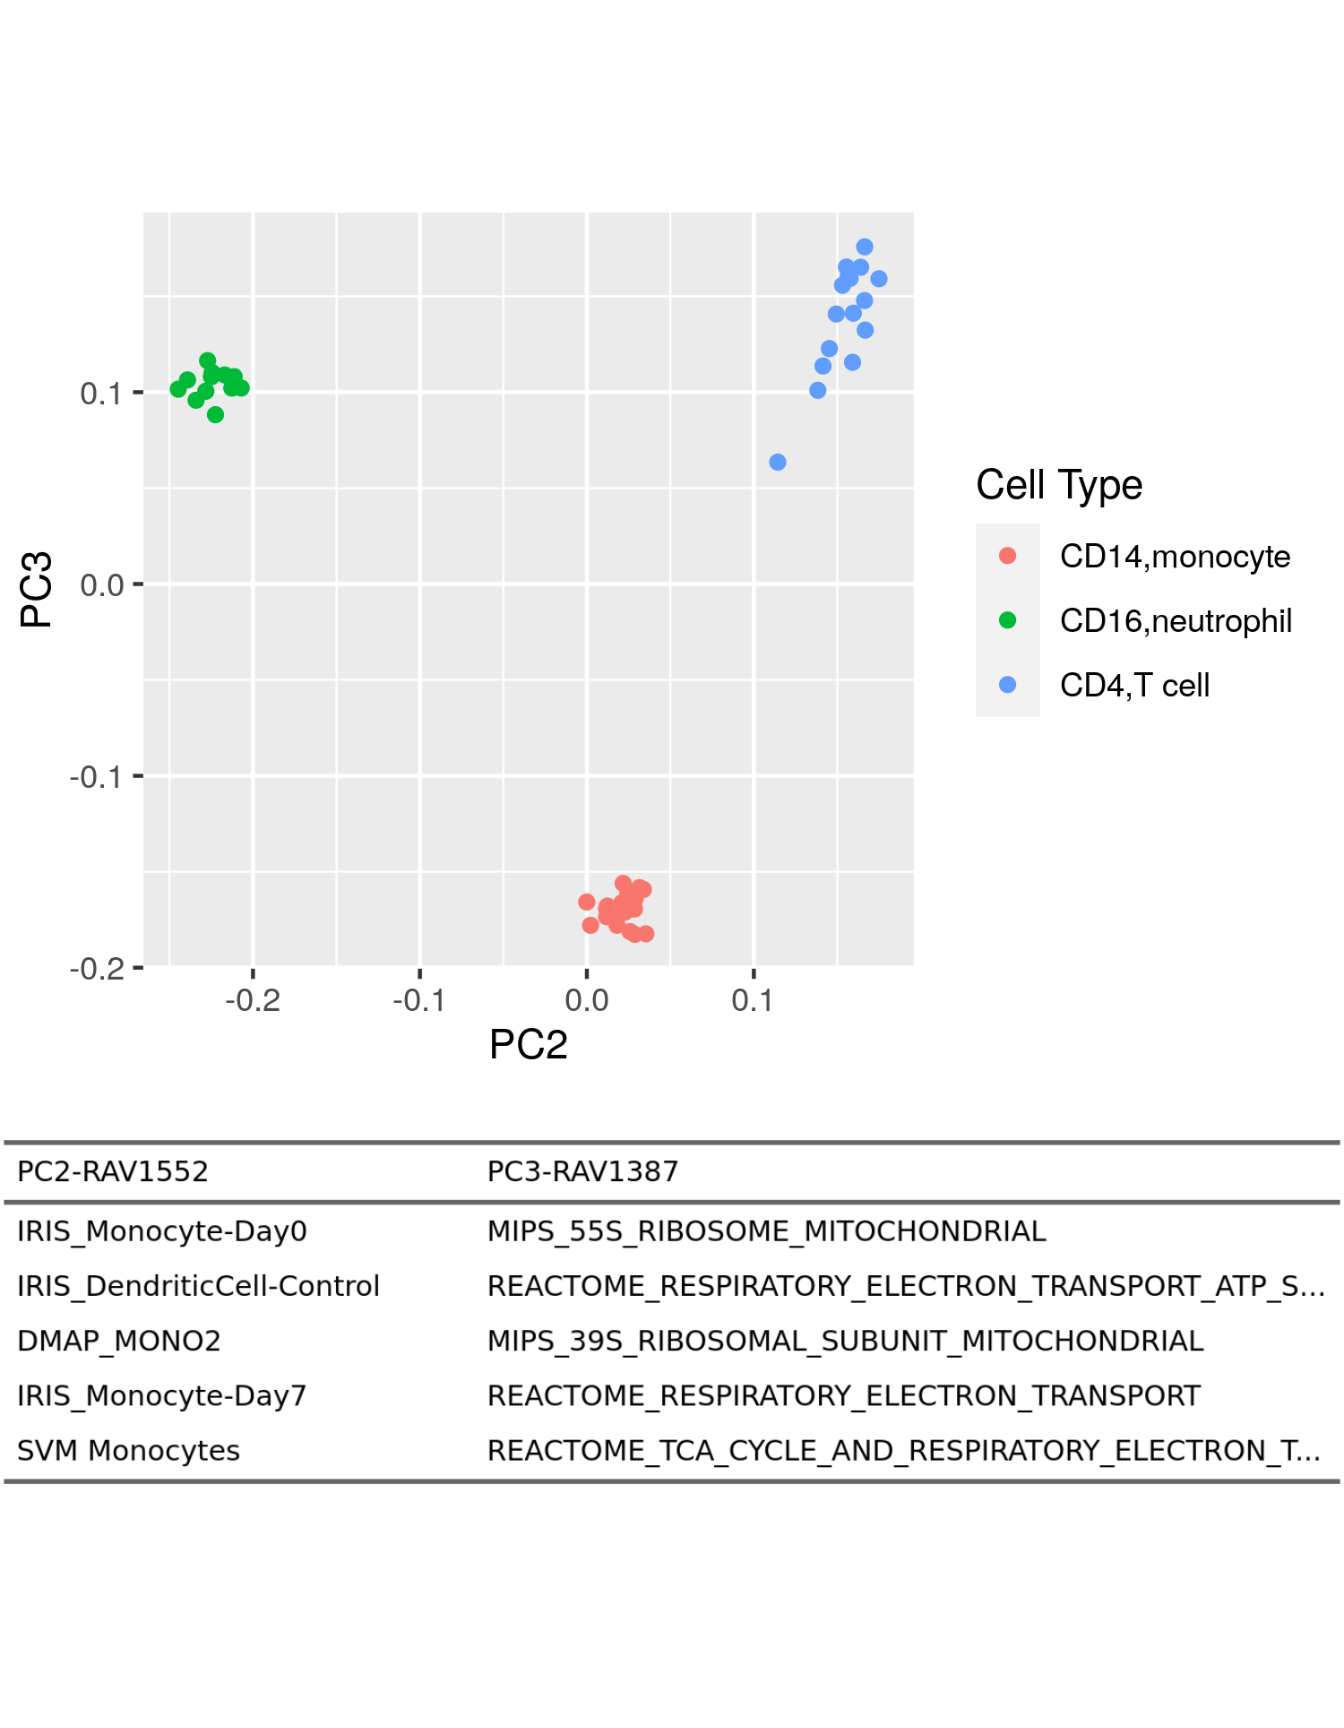 PC3
0.1
0.0
-0.1
-0.2
-0.2 -0.1 0.0 0.1
PC2
Cell Type
CD14,monocyte
CD16,neutrophil
CD4,T cell
PC2-RAV1552 PC3-RAV1387
IRIS_Monocyte-Day0 MIPS_55S_RIBOSOME_MITOCHONDRIAL
IRIS_DendriticCell-Control REACTOME_RESPIRATORY_ELECTRON_TRANSPORT_ATP_S...
DMAP_MONO2 MIPS_39S_RIBOSOMAL_SUBUNIT_MITOCHONDRIAL
IRIS_Monocyte-Day7 REACTOME_RESPIRATORY_ELECTRON_TRANSPORT
SVM Monocytes REACTOME_TCA_CYCLE_AND_RESPIRATORY_ELECTRON_T...